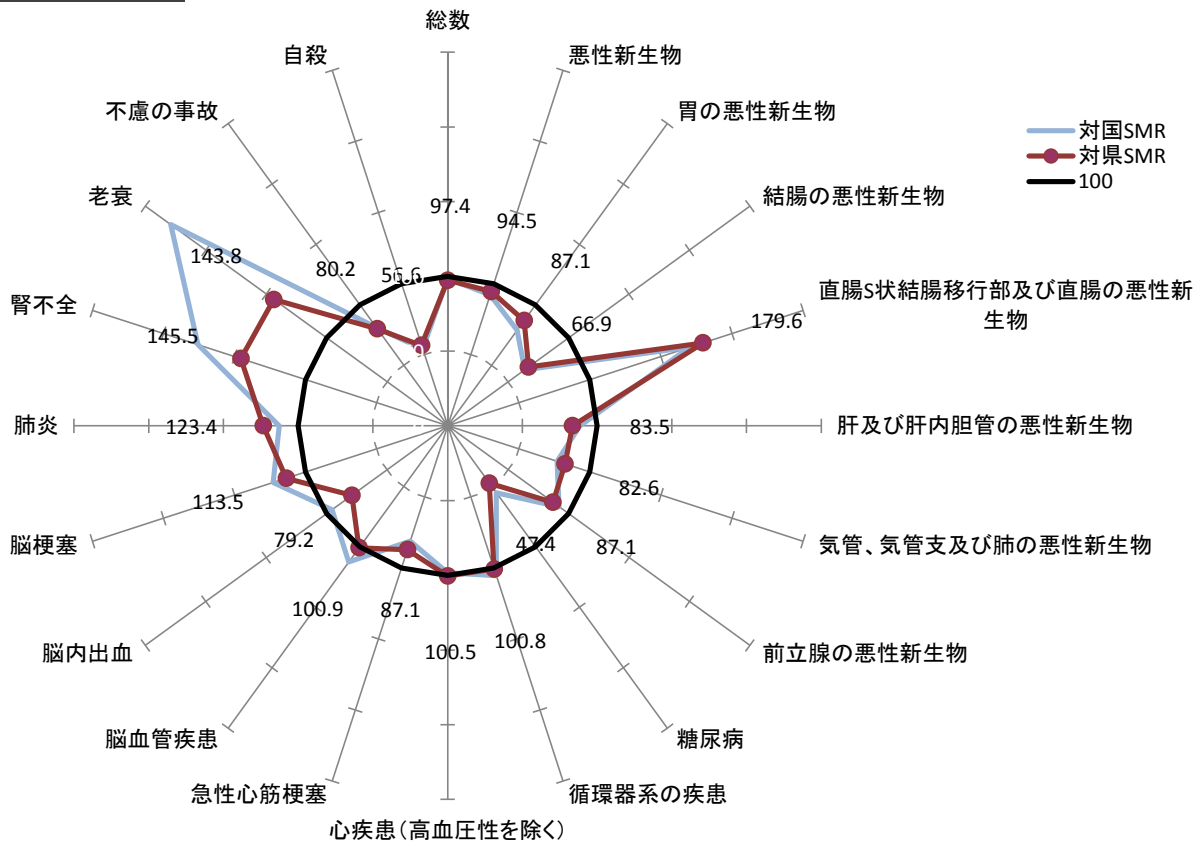 総数
自殺
悪性新生物
不慮の事故
胃の悪性新生物
対国SMR
対県SMR
100
老衰
結腸の悪性新生物
97.4
94.5
143.8
80.2
56.6
87.1
直腸S状結腸移行部及び直腸の悪性新
生物
腎不全
145.5
66.9
179.6
0
肺炎
123.4
83.5
肝及び肝内胆管の悪性新生物
脳梗塞
113.5
82.6
気管、気管支及び肺の悪性新生物
79.2
47.4
87.1
脳内出血
100.9
87.1
100.5
100.8
前立腺の悪性新生物
脳血管疾患
糖尿病
急性心筋梗塞
循環器系の疾患
心疾患(高血圧性を除く)